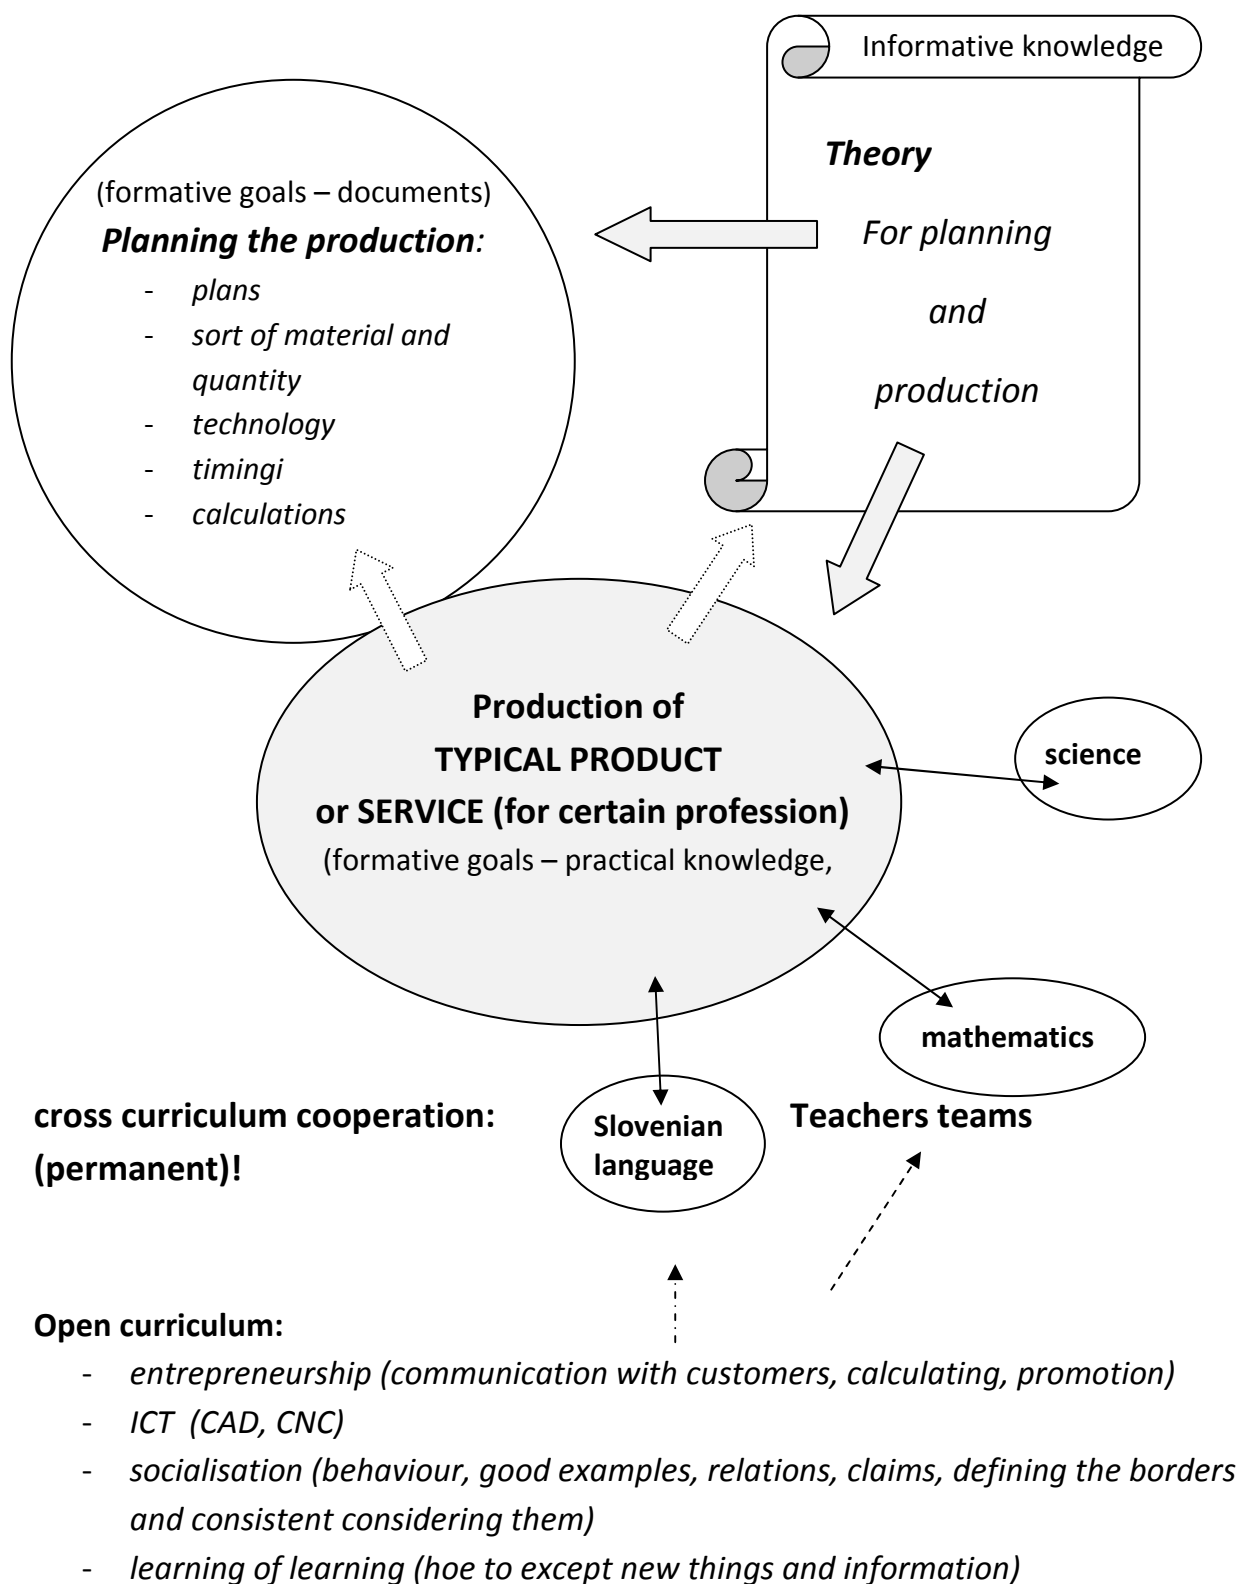 Informative knowledge
Theory
For planning
and
production
(formative goals – documents)
Planning the production:
- plans
- sort of material and
quantity
- technology
- timingi
- calculations
Production of
TYPICAL PRODUCT
or SERVICE (for certain profession)
(formative goals – practical knowledge,
science
mathematics
cross curriculum cooperation:
(permanent)!
Slovenian
language
Teachers teams
Open curriculum:
- entrepreneurship (communication with customers, calculating, promotion)
- ICT (CAD, CNC)
- socialisation (behaviour, good examples, relations, claims, defining the borders
and consistent considering them)
- learning of learning (hoe to except new things and information)